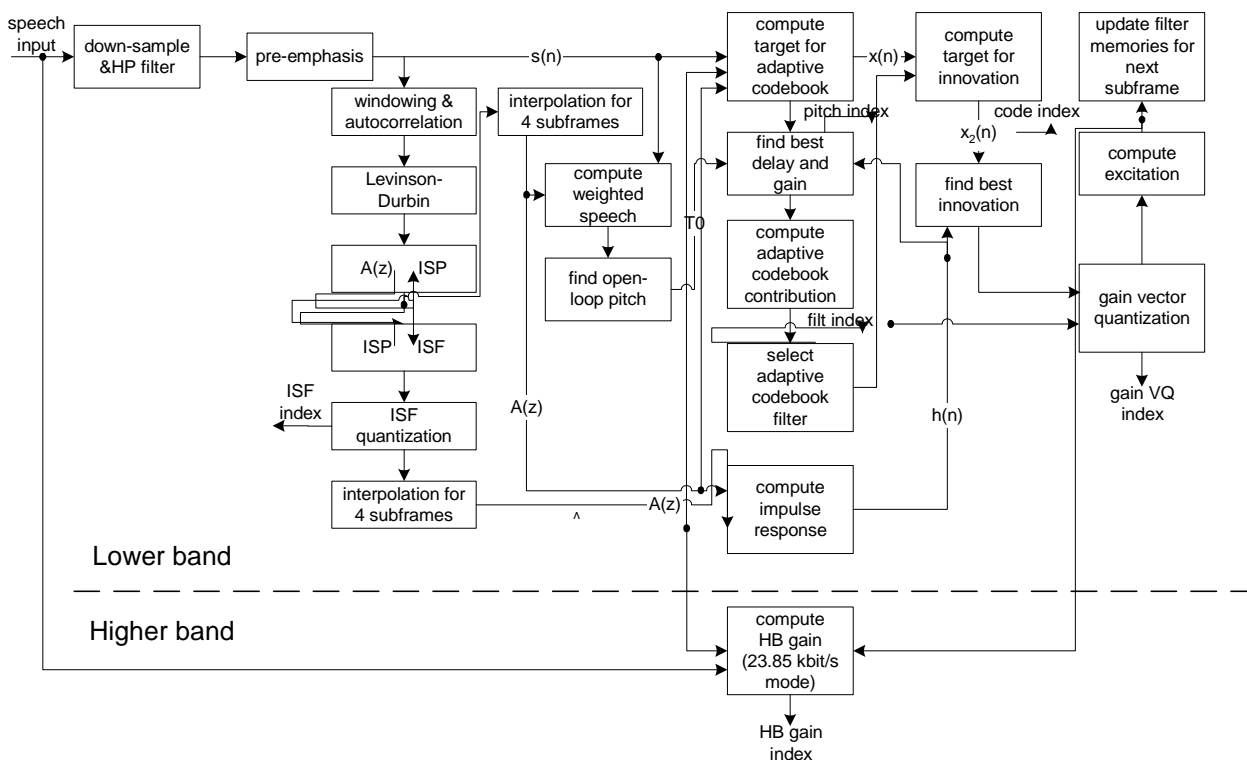 speech
input
down-sample
&HP filter
pre-emphasis
s(n)
compute
target for
adaptive
codebook
x(n)
compute
target for
innovation
update filter
memories for
next
subframe
windowing &
autocorrelation
interpolation for
4 subframes
pitch index
code index
x2(n)
Levinson-
Durbin
compute
weighted
speech
find best
delay and
gain
find best
innovation
compute
excitation
T0
A(z)
ISP
find open-
loop pitch
compute
adaptive
codebook
contribution
gain vector
quantization
filt index
ISP
ISF
select
adaptive
codebook
filter
gain VQ
index
ISF
index
ISF
quantization
A(z)
h(n)
interpolation for
4 subframes
^
A(z)
compute
impulse
response
Lower band
Higher band
compute
HB gain
(23.85 kbit/s
mode)
HB gain
index